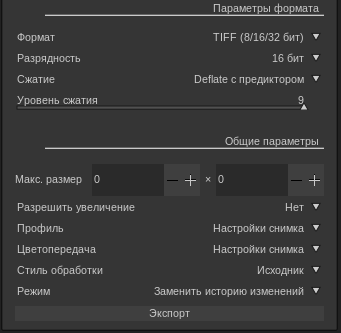 Параметры формата
Формат TIFF (8/16/32 бит)
Разрядность 16 бит
Сжатие Deflate с предиктором
Уровень сжатия 9
Общие параметры
Макс. размер 0 − + × 0 − +
Разрешить увеличение Нет
Профиль Настройки снимка
Цветопередача Настройки снимка
Стиль обработки Исходник
Режим Заменить историю изменений
Экспорт